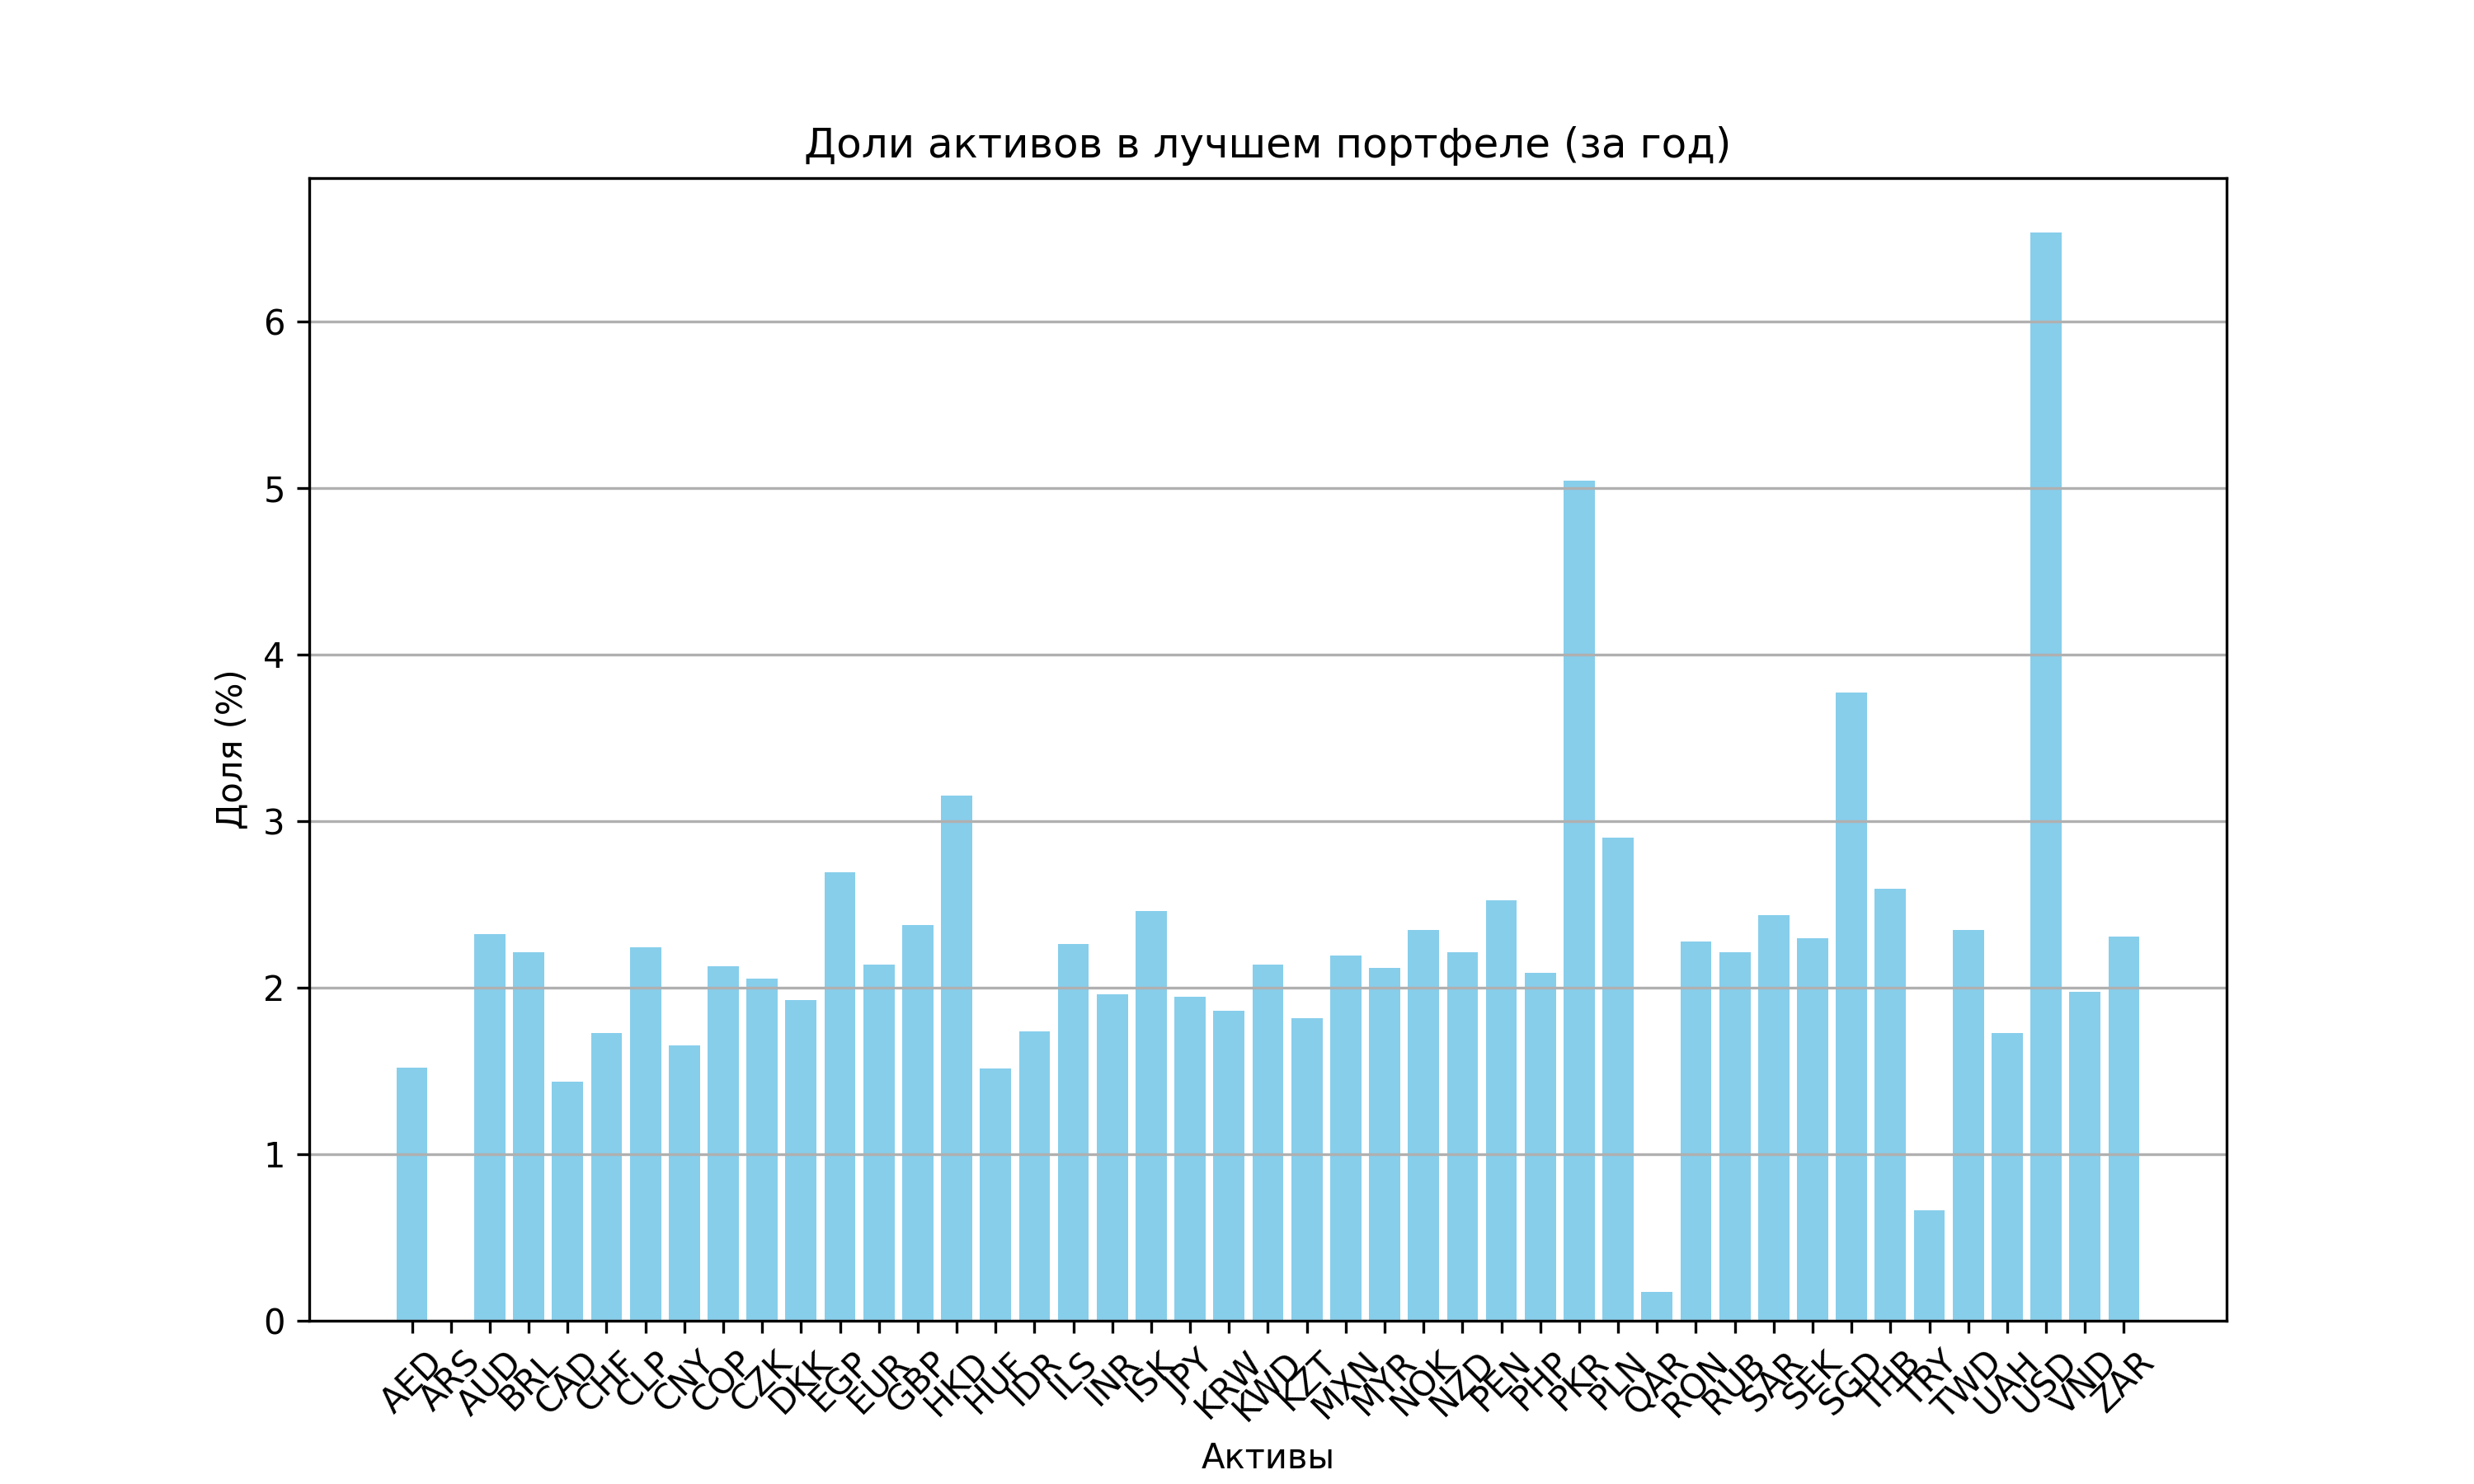 Доли активов в лучшем портфеле (за год)
Доля (%)
6
5
4
3
2
1
0
AED
ARS
AUD
BRL
CAD
CHF
CLP
CNY
COP
CZK
DKK
EGP
EUR
GBP
HKD
HUF
IDR
ILS
INR
ISK
JPY
KRW
KWD
KZT
MXN
MYR
NOK
NZD
PEN
PHP
PKR
PLN
QAR
RON
RUB
SAR
SEK
SGD
THB
TRY
TWD
UAH
USD
VND
ZAR
Активы